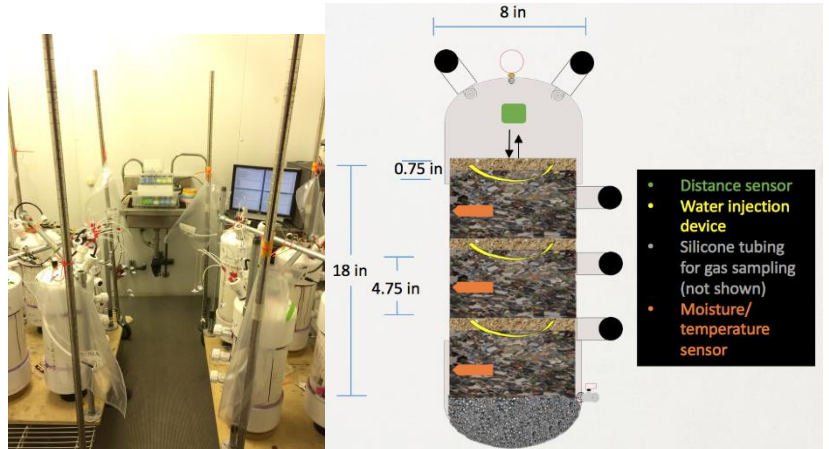 8 in
0.75 in
18 in
4.75 in
• Distance sensor
• Water injection
device
• Silicone tubing
for gas sampling
(not shown)
• Moisture/
temperature
sensor